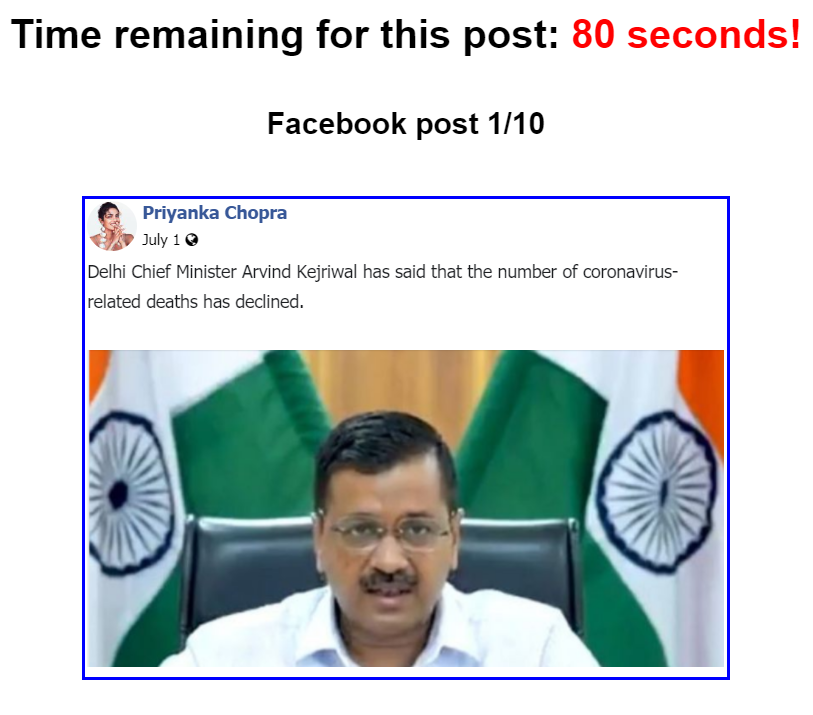 Time remaining for this post: 80 seconds!
Facebook post 1/10
Priyanka Chopra
July 1
Delhi Chief Minister Arvind Kejriwal has said that the number of coronavirus-
related deaths has declined.